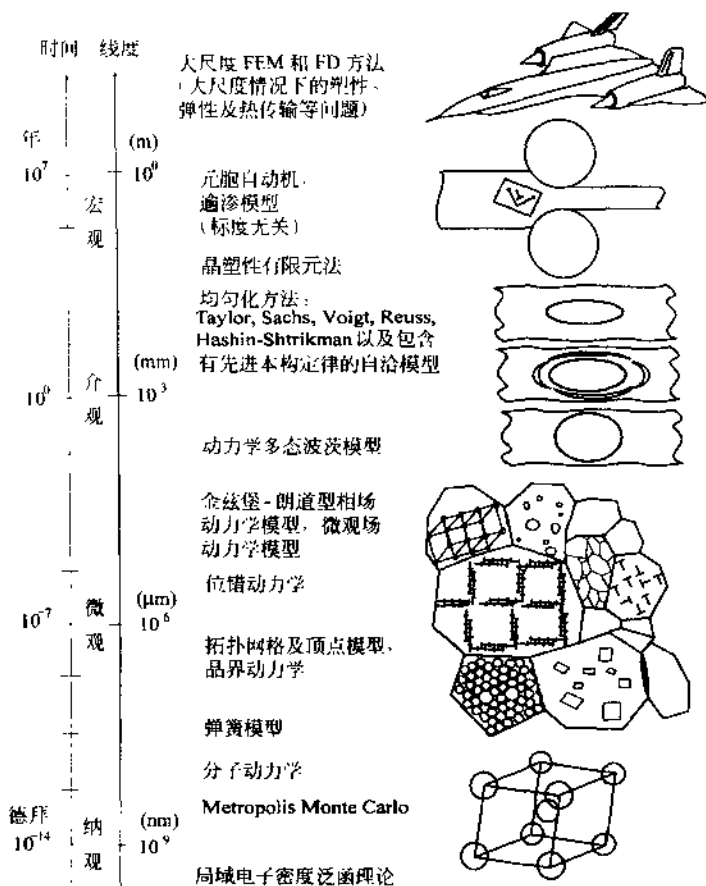 时间 线度
大尺度 FEM 和 FD 方法
(大尺度情况下的塑性、
弹性及热传输等问题)
年 (m)
10⁷ 10⁰
宏观
元胞自动机,
逾渗模型
(标度无关)
晶塑性有限元法
均匀化方法:
Taylor, Sachs, Voigt, Reuss,
Hashin-Shtrikman 以及包含
有先进本构定律的自洽模型
(mm)
10⁰ 10³
介观
动力学多态波茨模型
金兹堡-朗道型相场
动力学模型, 微观场
动力学模型
位错动力学
(μm)
10⁻⁷ 10⁶
微观
拓扑网格及顶点模型、
晶界动力学
弹簧模型
分子动力学
Metropolis Monte Carlo
德拜 (nm)
10⁻¹⁴ 10⁹
纳观
局域电子密度泛函理论